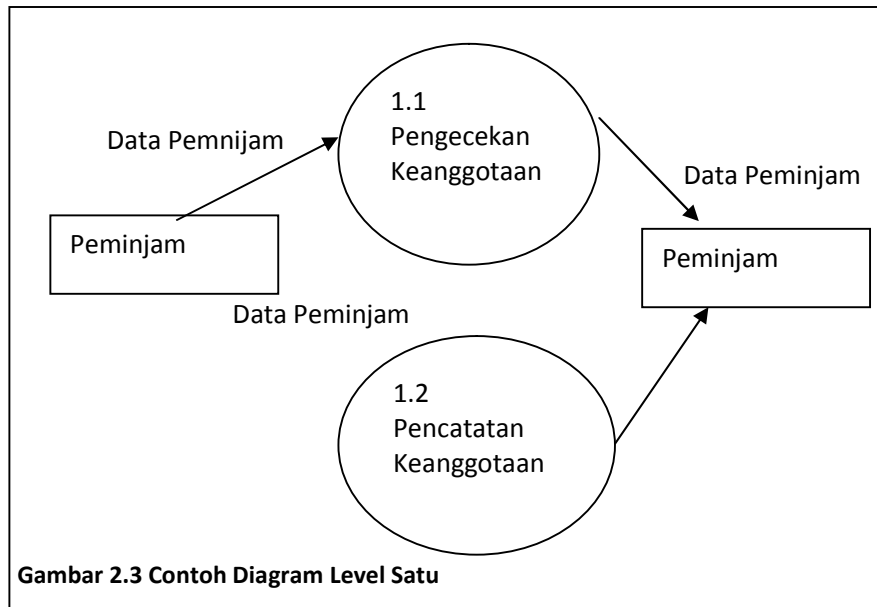 1.1
Pengecekan
Keanggotaan
Data Pemnijam
Data Peminjam
Peminjam
Peminjam
Data Peminjam
1.2
Pencatatan
Keanggotaan
Gambar 2.3 Contoh Diagram Level Satu